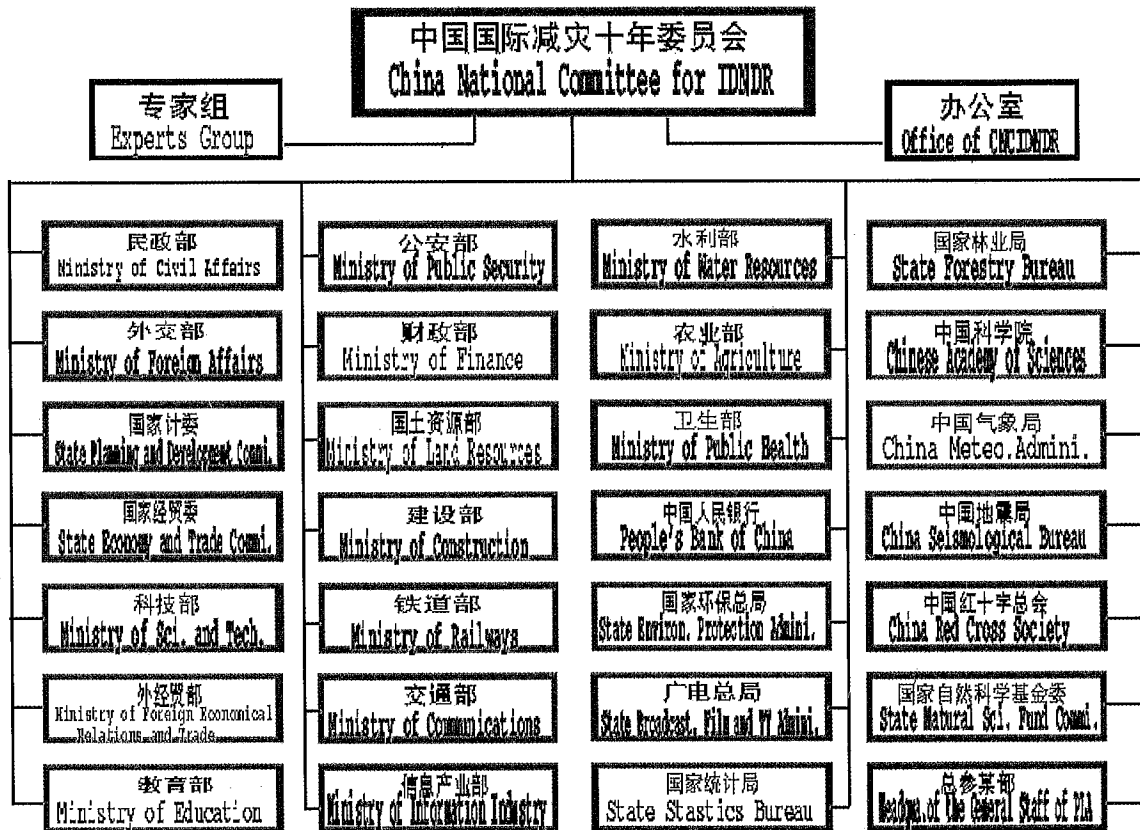 中国国际减灾十年委员会
China National Committee for IDNDR
专家组
Experts Group
办公室
Office of CNCIDNDR
民政部
Ministry of Civil Affairs
外交部
Ministry of Foreign Affairs
国家计委
State Planning and Development Commi.
国家经贸委
State Economy and Trade Commi.
科技部
Ministry of Sci. and Tech.
外经贸部
Ministry of Foreign Economical
Relations and Trade
教育部
Ministry of Education
公安部
Ministry of Public Security
财政部
Ministry of Finance
国土资源部
Ministry of Land Resources
建设部
Ministry of Construction
铁道部
Ministry of Railways
交通部
Ministry of Communications
信息产业部
Ministry of Information Industry
水利部
Ministry of Water Resources
农业部
Ministry of Agriculture
卫生部
Ministry of Public Health
中国人民银行
People's Bank of China
国家环保总局
State Environ. Protection Admini.
广电总局
State Broadcast. Film and TV Admini.
国家统计局
State Stastics Bureau
国家林业局
State Forestry Bureau
中国科学院
Chinese Academy of Sciences
中国气象局
China Meteo.Admini.
中国地震局
China Seismological Bureau
中国红十字总会
China Red Cross Society
国家自然科学基金委
State Natural Sci. Fund Commi.
总参某部
Headqua.of the General Staff of PLA